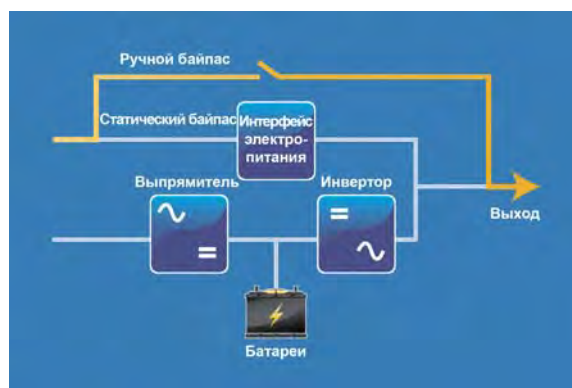 Ручной байпас
Статический байпас
Интерфейс
электро-
питания
Выпрямитель
Инвертор
Выход
Батареи